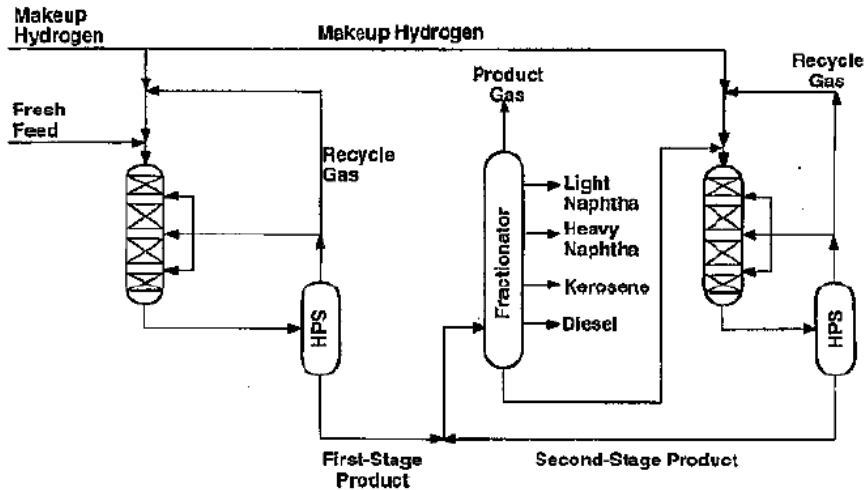 Makeup
Hydrogen
Makeup Hydrogen
Recycle
Gas
Product
Gas
Fresh
Feed
Recycle
Gas
Light
Naphtha
Heavy
Naphtha
Kerosene
Diesel
Fractionator
HPS
HPS
First-Stage
Product
Second-Stage Product